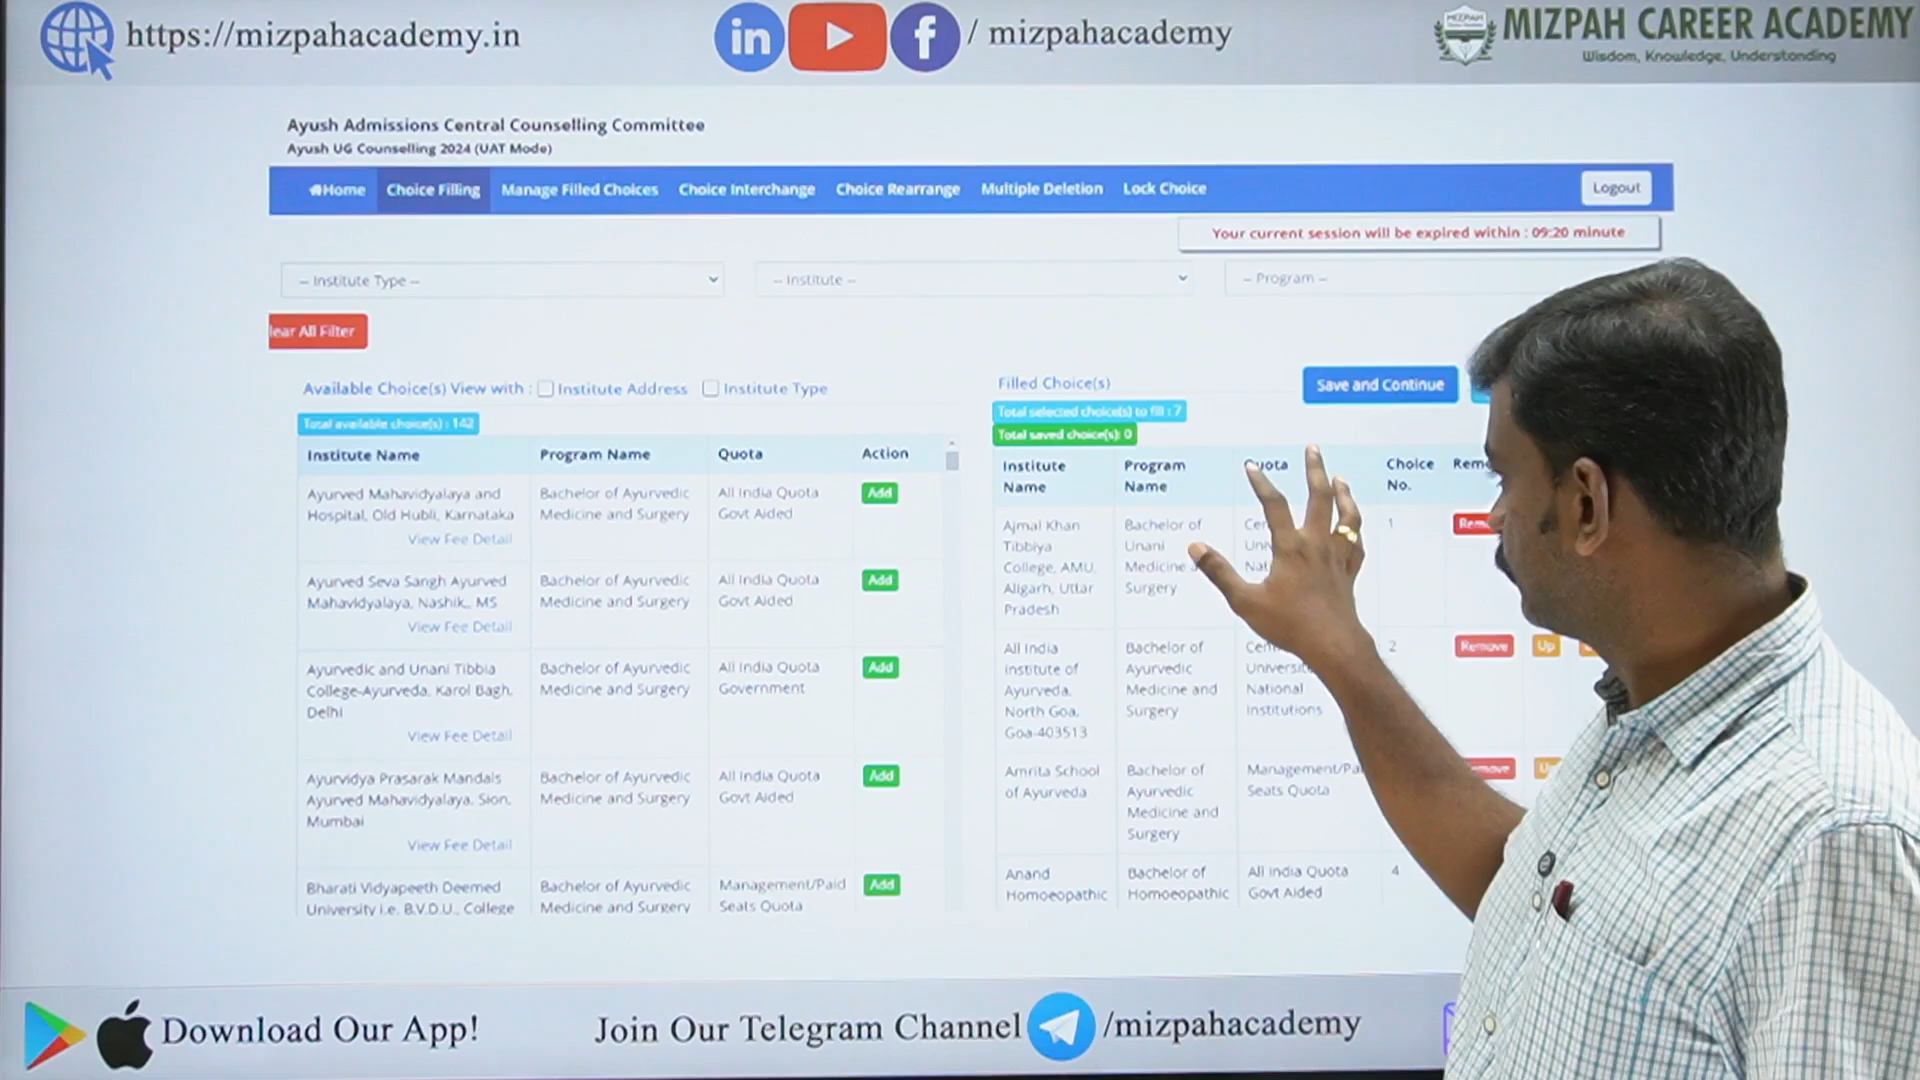 https://mizpahacademy.in
in
f
/ mizpahacademy
MIZPAH
MIZPAH CAREER ACADEMY
Wisdom, Knowledge, Understanding
Ayush Admissions Central Counselling Committee
Ayush UG Counselling 2024 (UAT Mode)
Home Choice Filling Manage Filled Choices Choice Interchange Choice Rearrange Multiple Deletion Lock Choice Logout
Your current session will be expired within : 09:20 minute
-- Institute Type --
-- Institute --
-- Program --
lear All Filter
Available Choice(s) View with : Institute Address Institute Type
Total available choice(s) : 142
Institute Name Program Name Quota Action
Ayurved Mahavidyalaya and Bachelor of Ayurvedic All India Quota Add
Hospital, Old Hubli, Karnataka Medicine and Surgery Govt Aided
View Fee Detail
Ayurved Seva Sangh Ayurved Bachelor of Ayurvedic All India Quota Add
Mahavidyalaya, Nashik,, MS Medicine and Surgery Govt Aided
View Fee Detail
Ayurvedic and Unani Tibbia Bachelor of Ayurvedic All India Quota Add
College-Ayurveda, Karol Bagh, Medicine and Surgery Government
Delhi
View Fee Detail
Ayurvidya Prasarak Mandals Bachelor of Ayurvedic All India Quota Add
Ayurved Mahavidyalaya, Sion, Medicine and Surgery Govt Aided
Mumbai
View Fee Detail
Bharati Vidyapeeth Deemed Bachelor of Ayurvedic Management/Paid Add
University i.e. B.V.D.U., College Medicine and Surgery Seats Quota
Filled Choice(s)
Save and Continue
Total selected choice(s) to fill : 7
Total saved choice(s): 0
Institute Program Quota Choice Remo
Name Name No.
Ajmal Khan Bachelor of Cen 1 Remo
Tibbiya Unani Uni
College, AMU, Medicine a Nat
Aligarh, Uttar Surgery
Pradesh
All India Bachelor of Cen 2 Remove Up
Institute of Ayurvedic Universi
Ayurveda, Medicine and National
North Goa, Surgery Institutions
Goa-403513
Amrita School Bachelor of Management/Pa move U
of Ayurveda Ayurvedic Seats Quota
Medicine and
Surgery
Anand Bachelor of All India Quota 4
Homoeopathic Homoeopathic Govt Aided
Download Our App!
Join Our Telegram Channel
/mizpahacademy